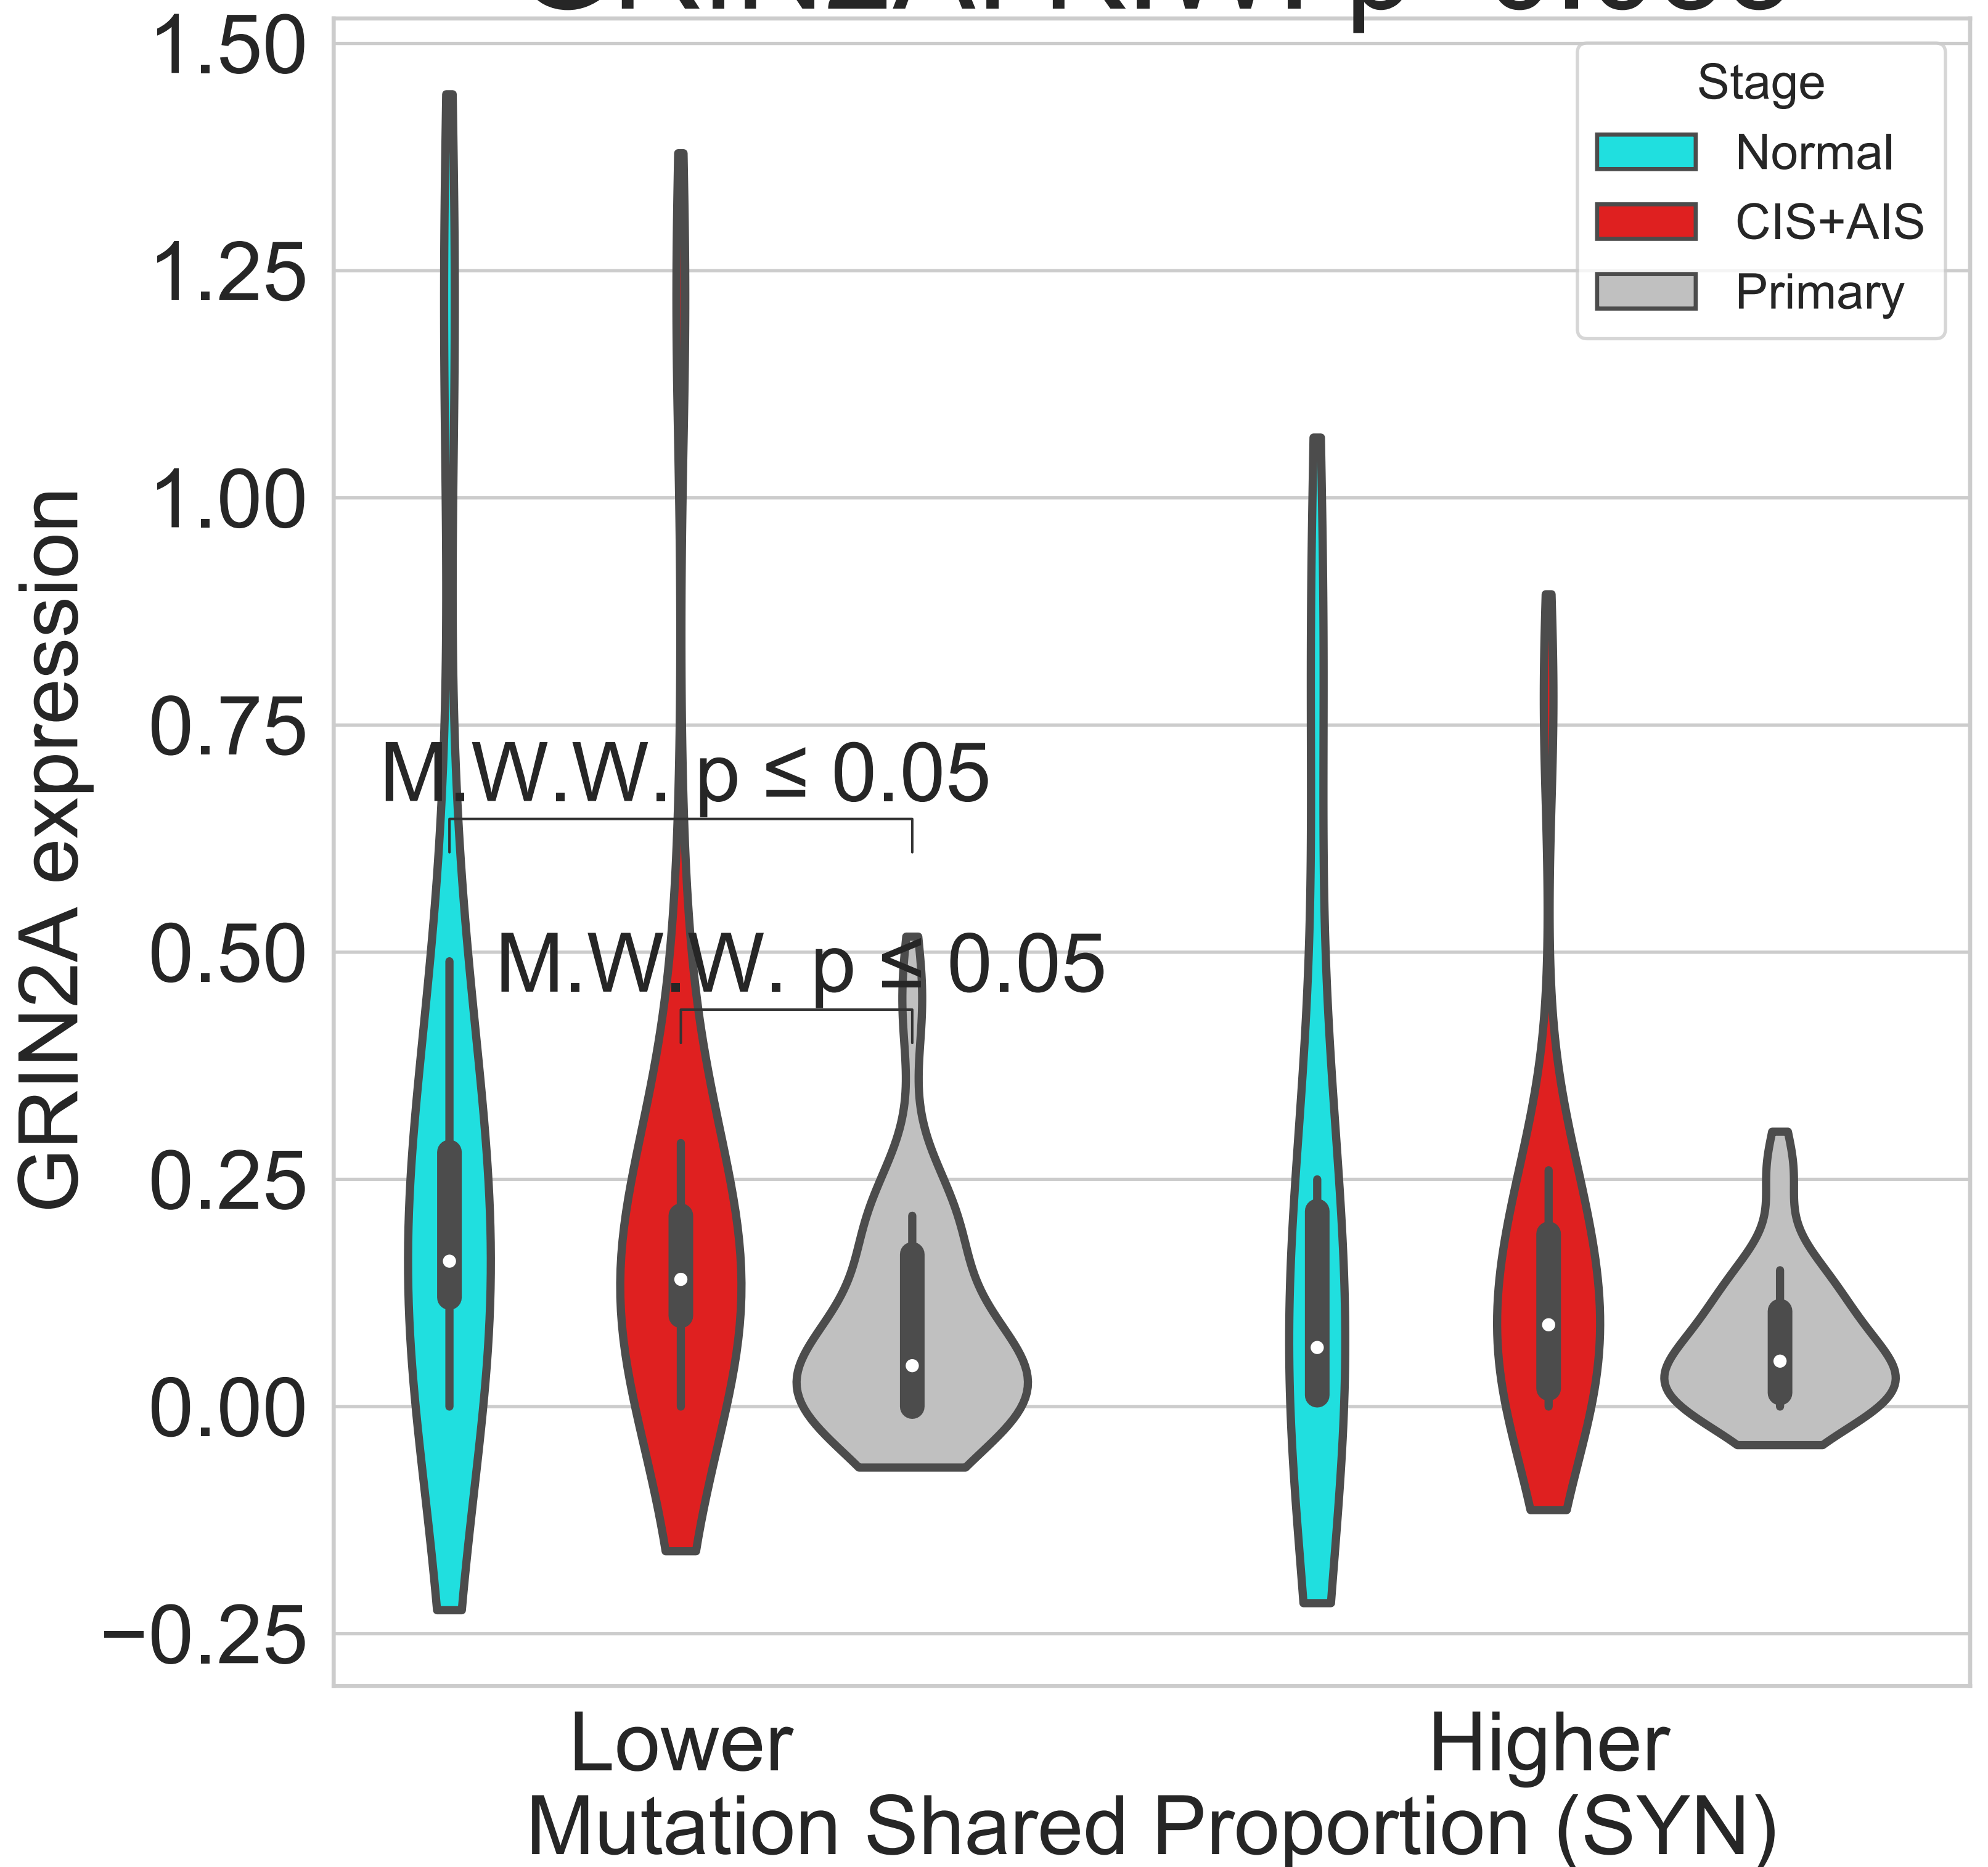 1.50
1.25
1.00
0.75
0.50
0.25
0.00
−0.25
GRIN2A expression
Stage
Normal
CIS+AIS
Primary
M.W.W. p ≤ 0.05
M.W.W. p ≤ 0.05
Lower
Higher
Mutation Shared Proportion (SYN)